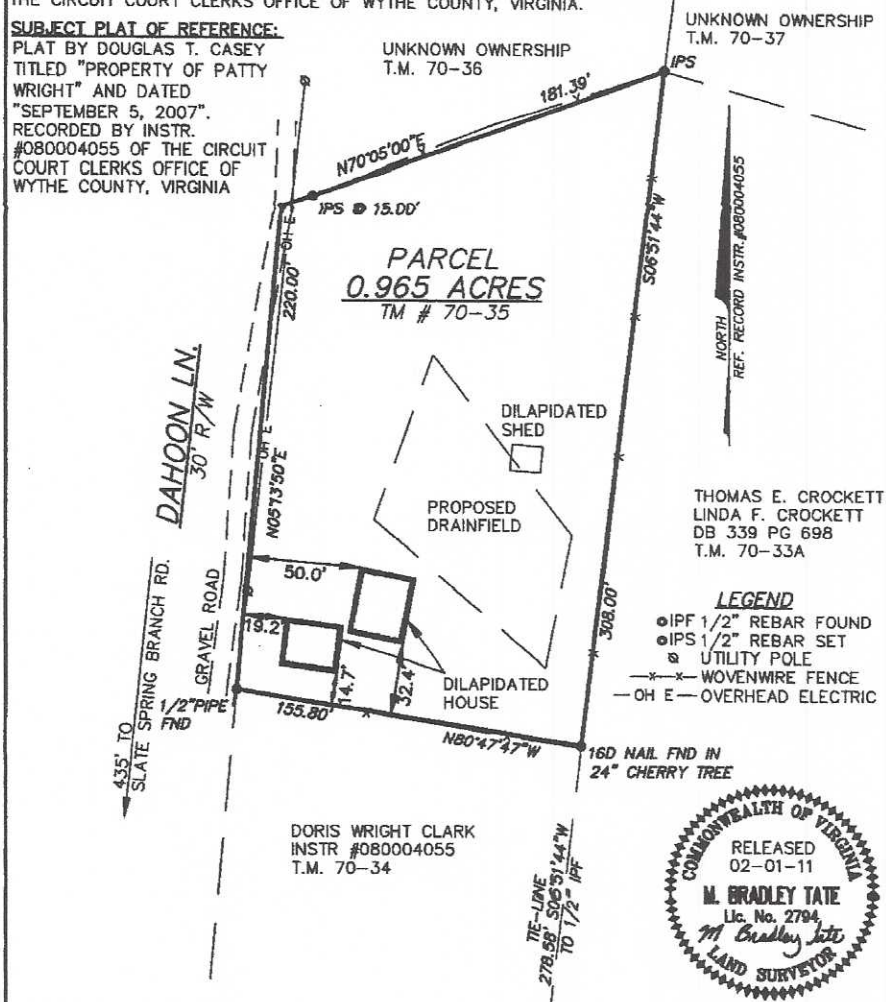 THE CIRCUIT COURT CLERKS OFFICE OF WYTHE COUNTY, VIRGINIA.
SUBJECT PLAT OF REFERENCE:
PLAT BY DOUGLAS T. CASEY
TITLED "PROPERTY OF PATTY
WRIGHT" AND DATED
"SEPTEMBER 5, 2007".
RECORDED BY INSTR.
#080004055 OF THE CIRCUIT
COURT CLERKS OFFICE OF
WYTHE COUNTY, VIRGINIA
UNKNOWN OWNERSHIP
T.M. 70-36
UNKNOWN OWNERSHIP
T.M. 70-37
IPS
181.39'
N70°05'00"E
IPS @ 15.00'
OH E
220.00'
PARCEL
0.965 ACRES
TM # 70-35
S06°51'44"W
NORTH
REF. RECORD INSTR.#080004055
DAHOON LN.
30' R/W
OH E
N05°13'50"E
DILAPIDATED
SHED
PROPOSED
DRAINFIELD
THOMAS E. CROCKETT
LINDA F. CROCKETT
DB 339 PG 698
T.M. 70-33A
LEGEND
IPF 1/2" REBAR FOUND
IPS 1/2" REBAR SET
UTILITY POLE
—x—x— WOVENWIRE FENCE
— OH E — OVERHEAD ELECTRIC
50.0'
19.2'
14.7'
32.4'
308.00'
DILAPIDATED
HOUSE
GRAVEL ROAD
435' TO
SLATE SPRING BRANCH RD.
1/2"PIPE
FND
155.80'
N80°47'47"W
16D NAIL FND IN
24" CHERRY TREE
DORIS WRIGHT CLARK
INSTR #080004055
T.M. 70-34
TIE-LINE
278.58' S06°51'44"W
TO 1/2" IPF
COMMONWEALTH OF VIRGINIA
RELEASED
02-01-11
M. BRADLEY TATE
Lic. No. 2794
M Bradley Tate
LAND SURVEYOR